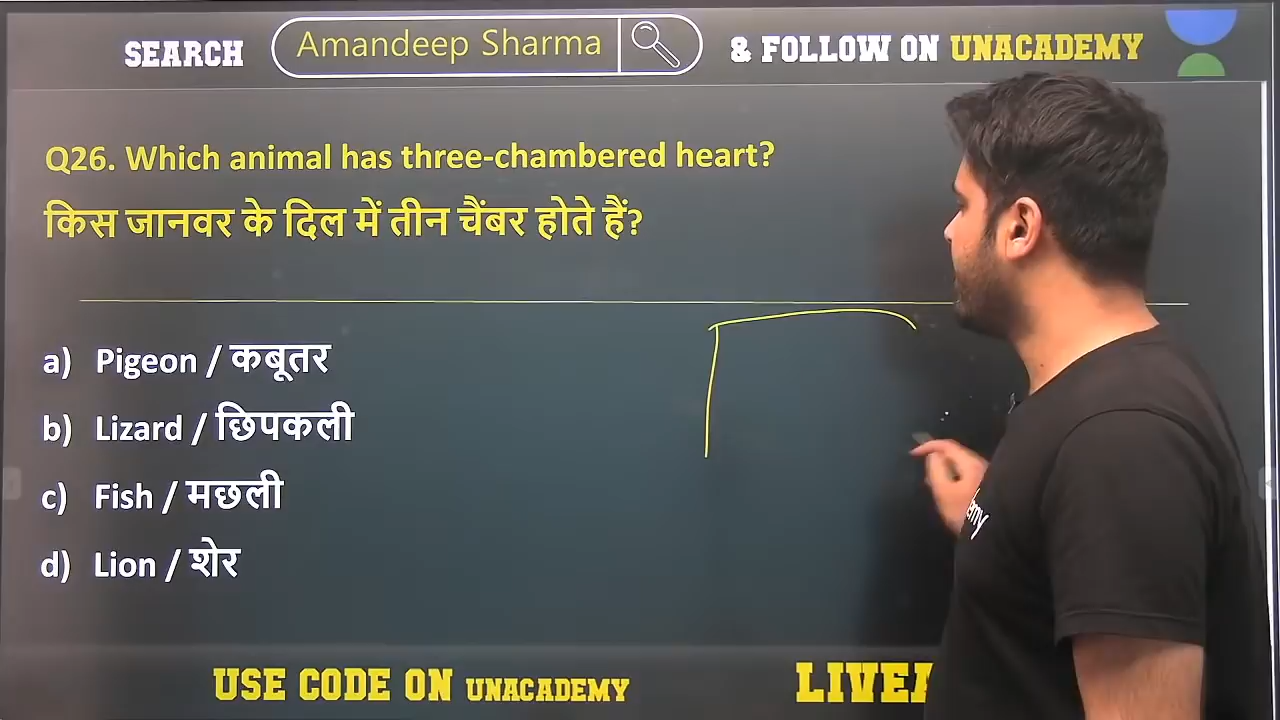 SEARCH Amandeep Sharma & FOLLOW ON UNACADEMY
Q26. Which animal has three-chambered heart?
किस जानवर के दिल में तीन चैंबर होते हैं?
a) Pigeon / कबूतर
b) Lizard / छिपकली
c) Fish / मछली
d) Lion / शेर
USE CODE ON UNACADEMY